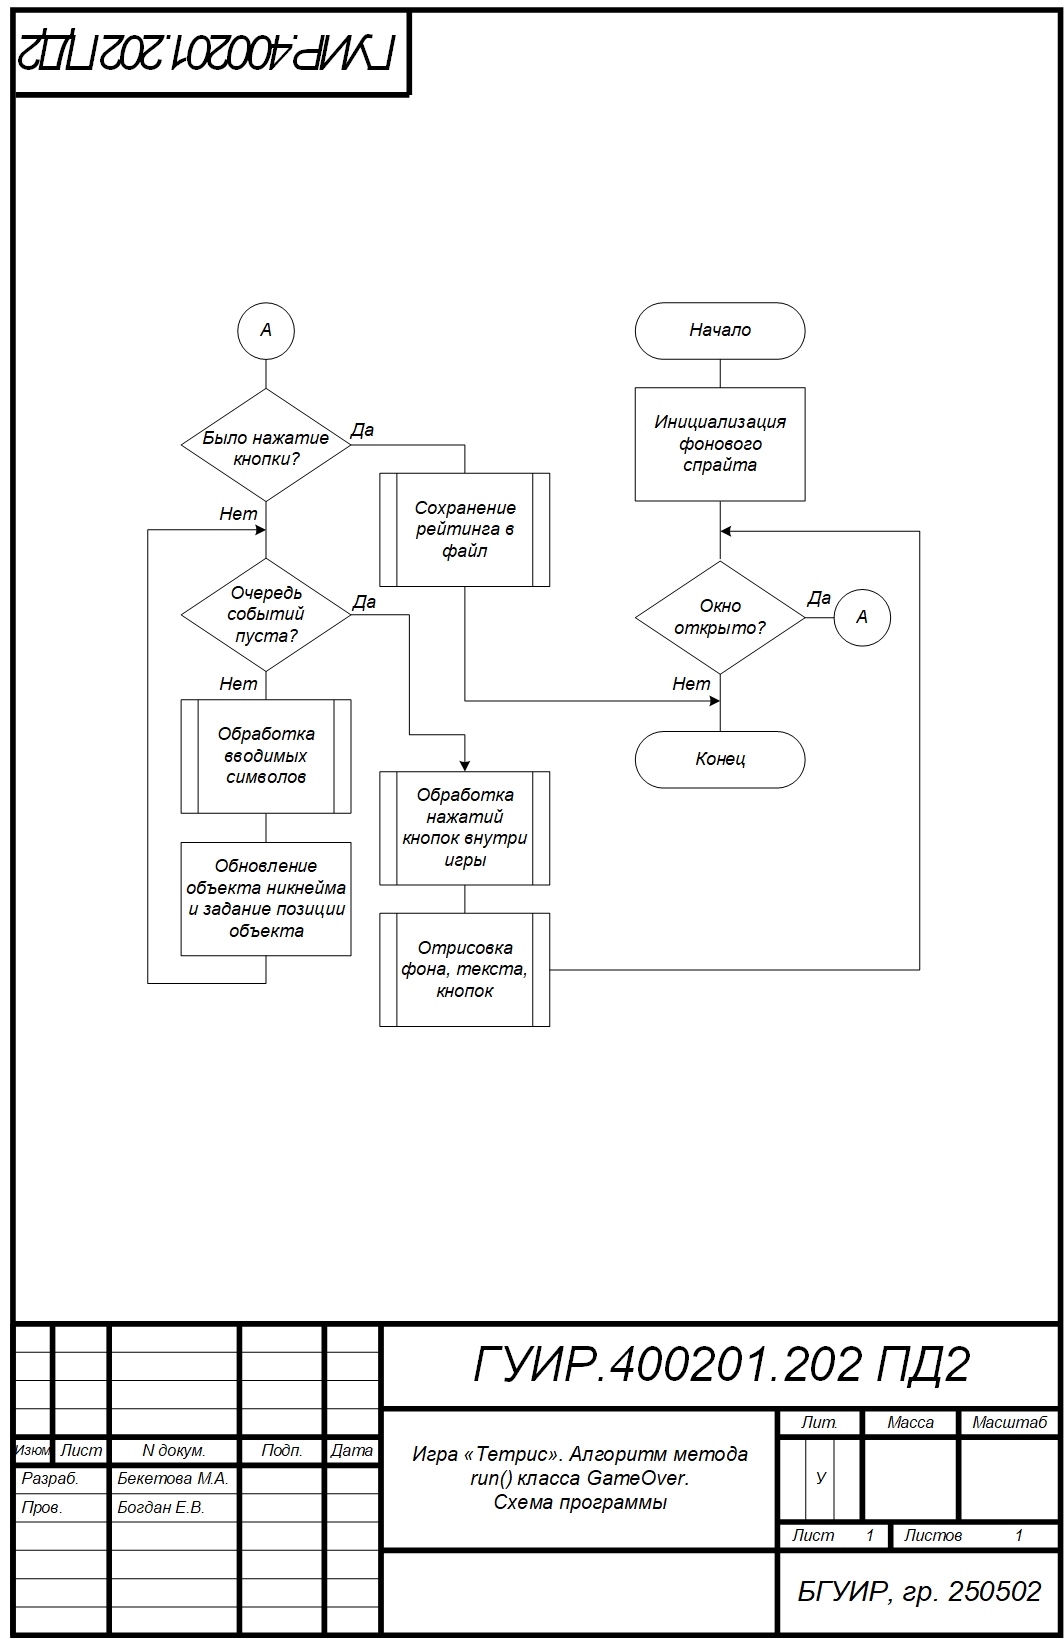 ГУИР.400201.202 ПД2
А
Было нажатие
кнопки?
Да
Нет
Сохранение
рейтинга в
файл
Очередь
событий
пуста?
Да
Нет
Обработка
вводимых
символов
Обновление
объекта никнейма
и задание позиции
объекта
Обработка
нажатий
кнопок внутри
игры
Отрисовка
фона, текста,
кнопок
Начало
Инициализация
фонового
спрайта
Окно
открыто?
Да
А
Нет
Конец
ГУИР.400201.202 ПД2
Изюм Лист N докум. Подп. Дата
Разраб. Бекетова М.А.
Пров. Богдан Е.В.
Игра «Тетрис». Алгоритм метода
run() класса GameOver.
Схема программы
Лит. Масса Масштаб
У
Лист 1 Листов 1
БГУИР, гр. 250502